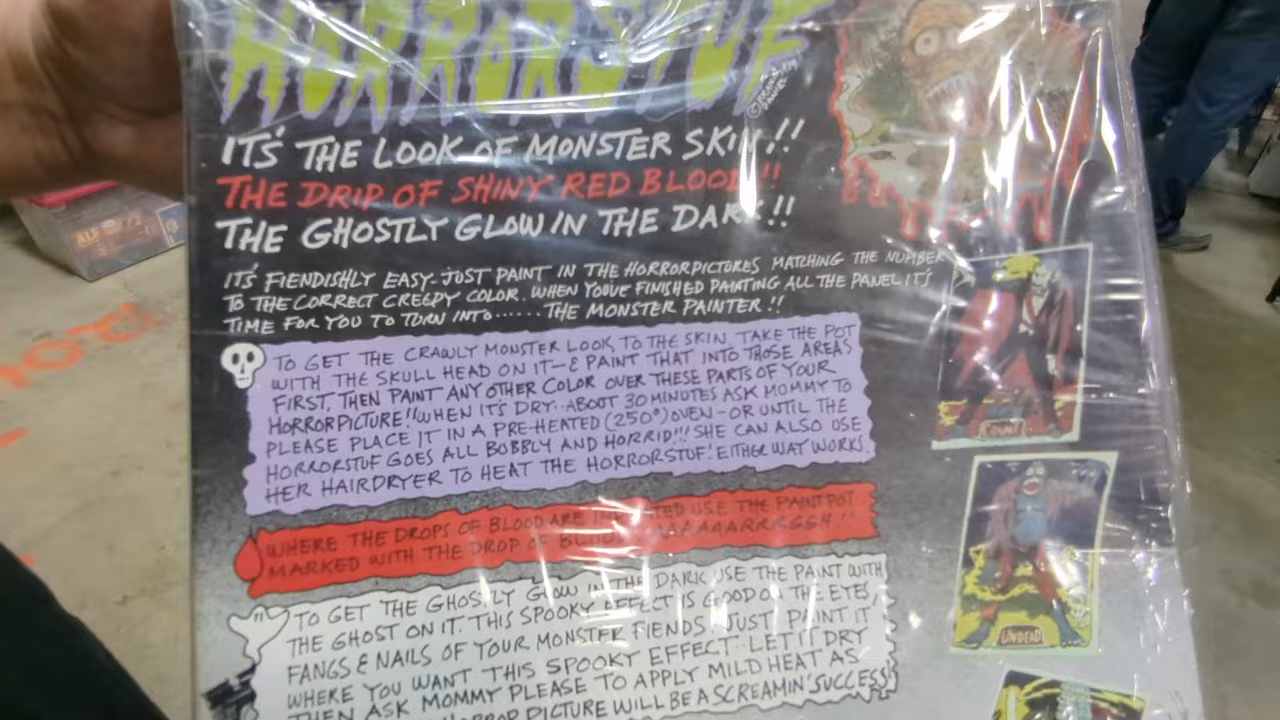 HORRORSTUF
IT'S THE LOOK OF MONSTER SKIN!!
THE DRIP OF SHINY RED BLOOD!!
THE GHOSTLY GLOW IN THE DARK!!
IT'S FIENDISHLY EASY-JUST PAINT IN THE HORRORPICTURES MATCHING THE NUMBER
TO THE CORRECT CREEPY COLOR. WHEN YOUVE FINISHED PAINTING ALL THE PANEL IT'S
TIME FOR YOU TO TURN INTO...... THE MONSTER PAINTER!!
TO GET THE CRAWLY MONSTER LOOK TO THE SKIN, TAKE THE POT
WITH THE SKULL HEAD ON IT-& PAINT THAT INTO THOSE AREAS
FIRST, THEN PAINT ANY OTHER COLOR OVER THESE PARTS OF YOUR
HORRORPICTURE!! WHEN IT'S DRY..ABOUT 30 MINUTES ASK MOMMY TO
PLEASE PLACE IT IN A PRE-HEATED (250°) OVEN-OR UNTIL THE
HORRORSTUF GOES ALL BOBBLY AND HORRID!!! SHE CAN ALSO USE
HER HAIRDRYER TO HEAT THE HORRORSTUF! EITHER WAY WORKS.
WHERE THE DROPS OF BLOOD ARE USE THE PAINT POT
MARKED WITH THE DROP OF
TO GET THE GHOSTLY GLOW IN THE DARK USE THE PAINT WITH
THE GHOST ON IT. THIS SPOOKY EFFECT IS GOOD ON THE EYES,
FANGS & NAILS OF YOUR MONSTER FIENDS. JUST PAINT IT
WHERE YOU WANT THIS SPOOKY EFFECT.. LET IT DRY
THEN ASK MOMMY PLEASE TO APPLY MILD HEAT AS
HORROR PICTURE WILL BE A SCREAMIN' SUCCESS
COUNT
UNDEAD
ALF